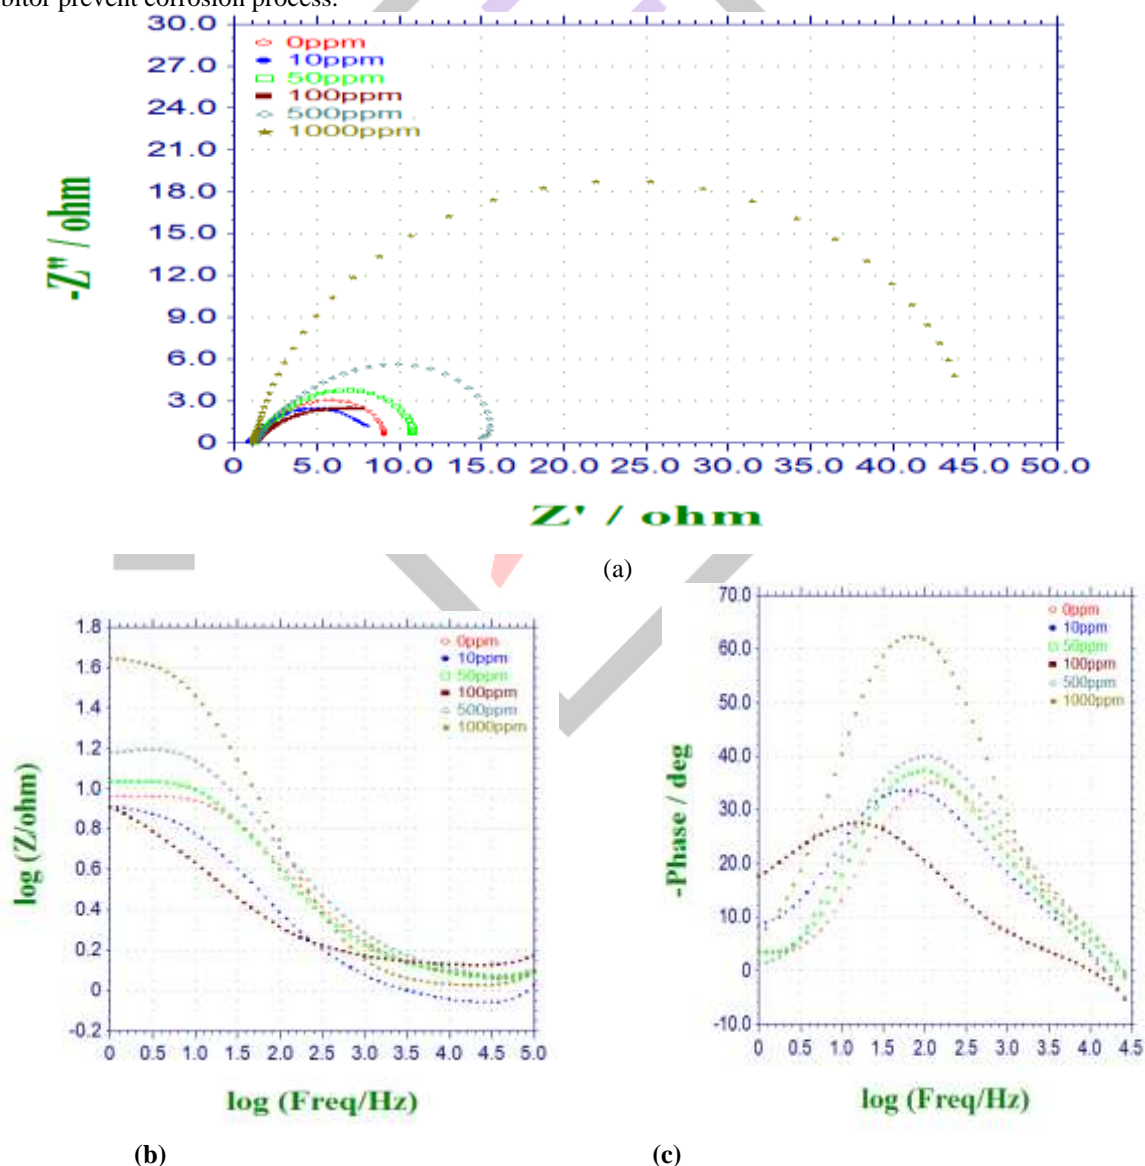 bitor prevent corrosion process.
30.0
27.0
24.0
21.0
18.0
15.0
12.0
9.0
6.0
3.0
0
0ppm
10ppm
50ppm
100ppm
500ppm
1000ppm
-Z" / ohm
0 5.0 10.0 15.0 20.0 25.0 30.0 35.0 40.0 45.0 50.0
Z' / ohm
(a)
1.8
1.6
1.4
1.2
1.0
0.8
0.6
0.4
0.2
0
-0.2
0ppm
10ppm
50ppm
100ppm
500ppm
1000ppm
log (Z/ohm)
0 0.5 1.0 1.5 2.0 2.5 3.0 3.5 4.0 4.5 5.0
log (Freq/Hz)
(b)
70.0
60.0
50.0
40.0
30.0
20.0
10.0
0
-10.0
0ppm
10ppm
50ppm
100ppm
500ppm
1000ppm
-Phase / deg
0 0.5 1.0 1.5 2.0 2.5 3.0 3.5 4.0 4.5
log (Freq/Hz)
(c)